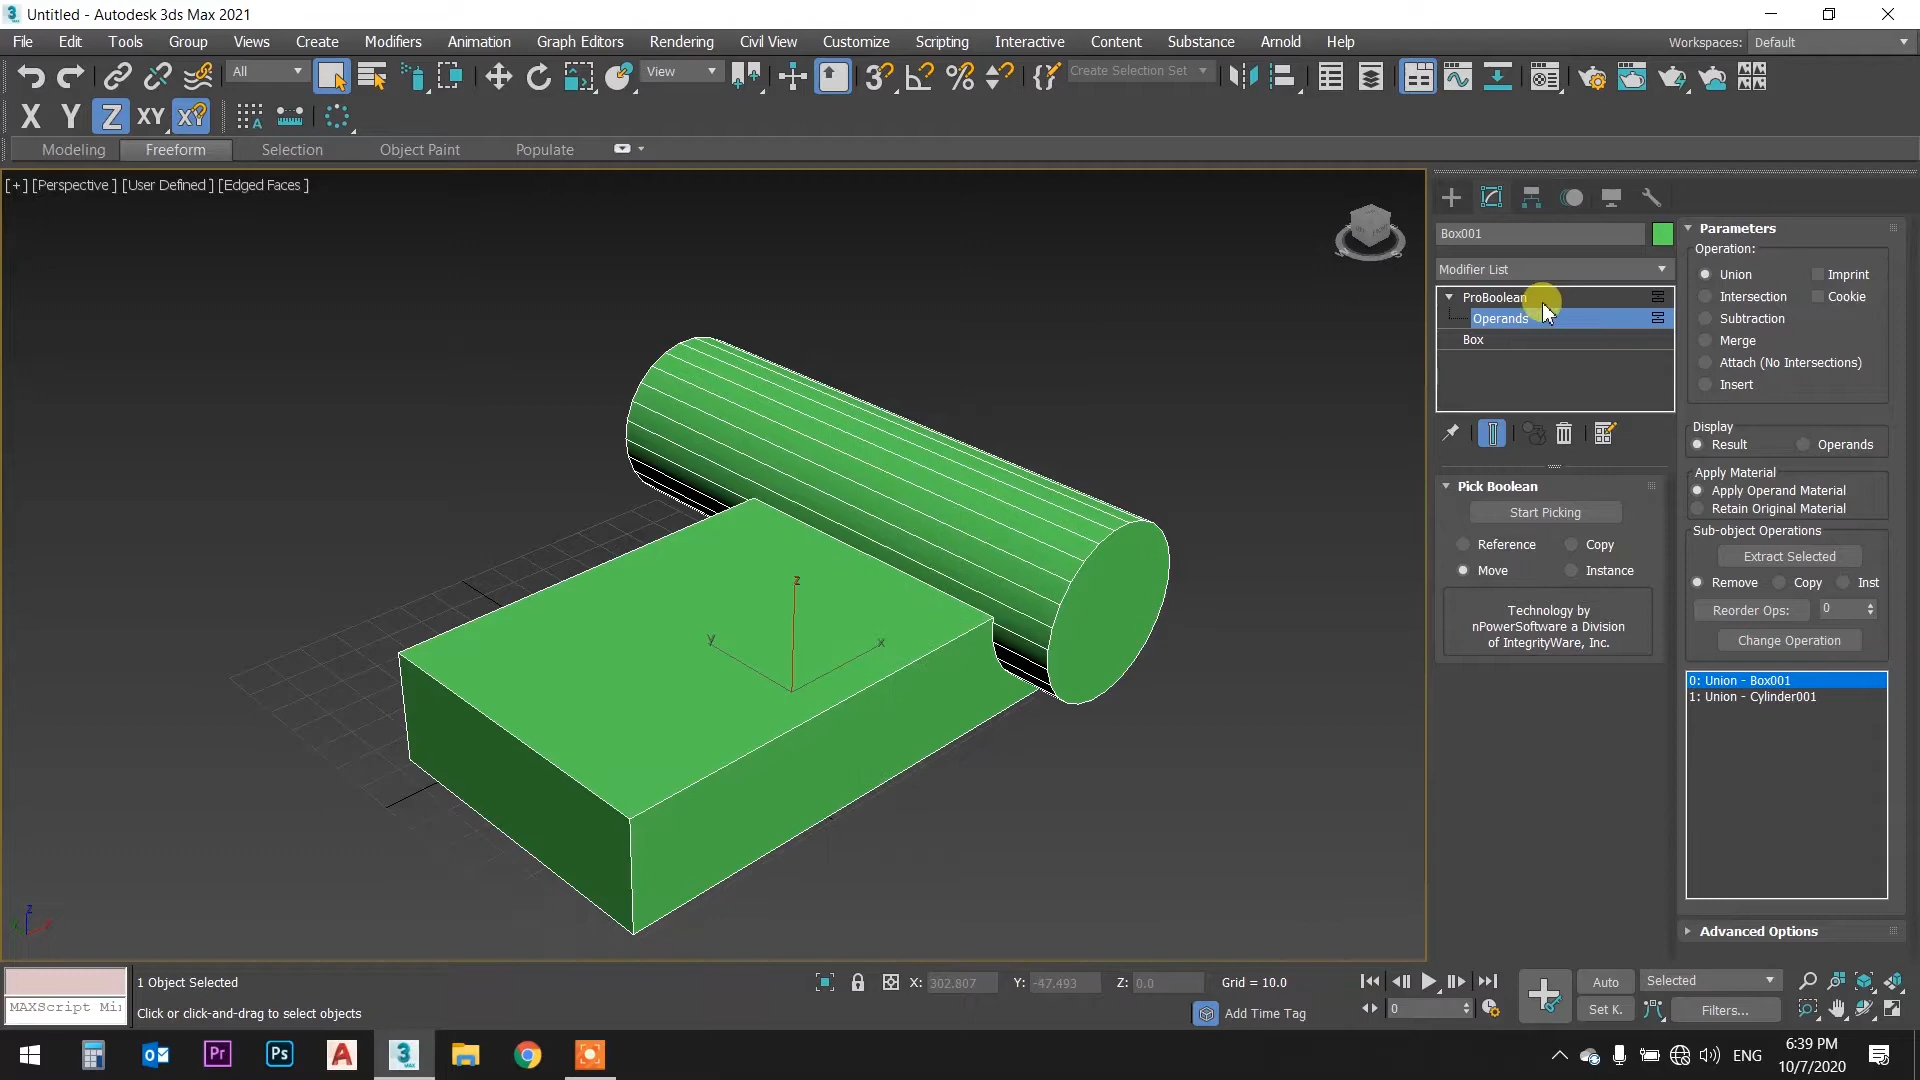 Untitled - Autodesk 3ds Max 2021
File Edit Tools Group Views Create Modifiers Animation Graph Editors Rendering Civil View Customize Scripting Interactive Content Substance Arnold Help Workspaces: Default
All View Create Selection Set
X Y Z XY XY
Modeling Freeform Selection Object Paint Populate
[+] [Perspective ] [User Defined ] [Edged Faces ]
Box001
Modifier List
ProBoolean
Operands
Box
Pick Boolean
Start Picking
Reference Copy
Move Instance
Technology by
nPowerSoftware a Division
of IntegrityWare, Inc.
Parameters
Operation:
Union Imprint
Intersection Cookie
Subtraction
Merge
Attach (No Intersections)
Insert
Display
Result Operands
Apply Material
Apply Operand Material
Retain Original Material
Sub-object Operations
Extract Selected
Remove Copy Inst
Reorder Ops: 0
Change Operation
0: Union - Box001
1: Union - Cylinder001
Advanced Options
z
y x
z
MAXScript Mi
1 Object Selected
Click or click-and-drag to select objects
X: 302.807 Y: -47.493 Z: 0.0 Grid = 10.0
Add Time Tag
0
Auto Selected
Set K. Filters...
Pr Ps A 3 MAX
ENG
6:39 PM
10/7/2020